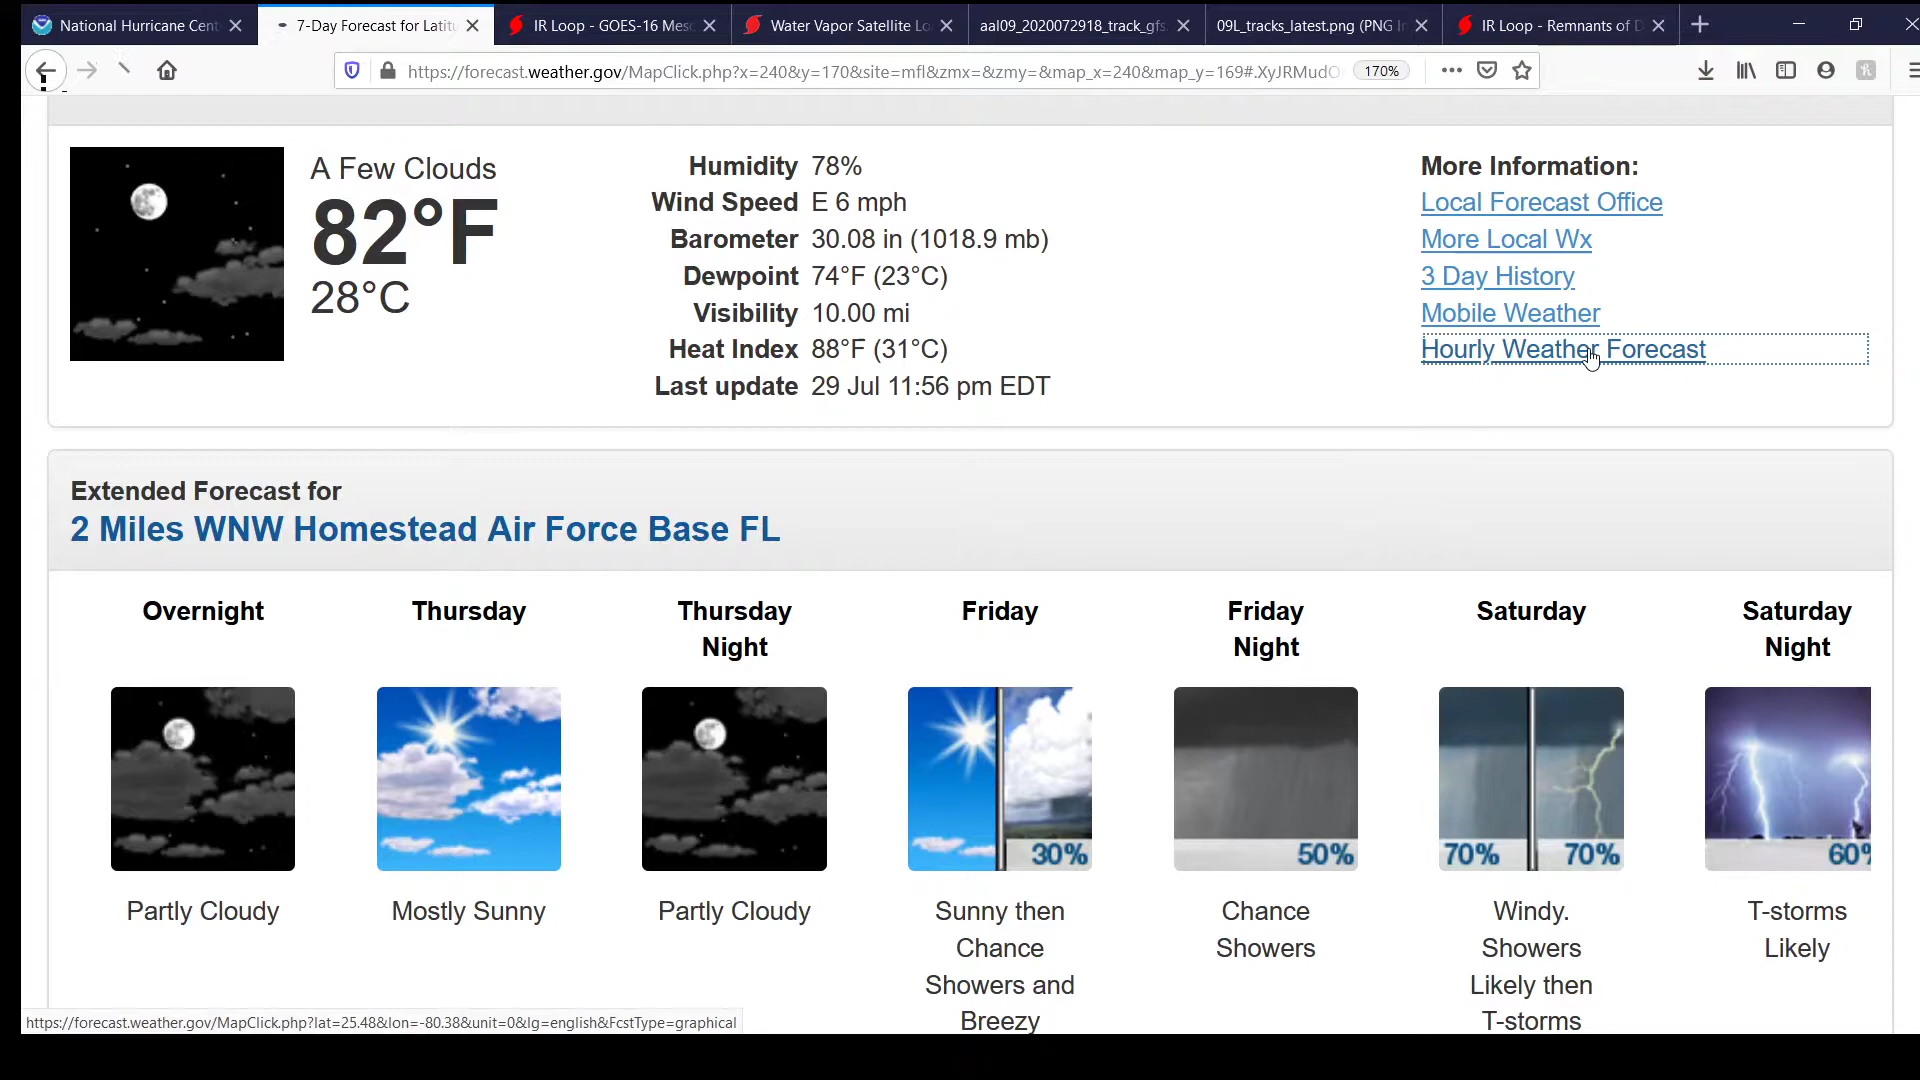 National Hurricane Cent
7-Day Forecast for Latitu
IR Loop - GOES-16 Meso
Water Vapor Satellite Lo
aal09_2020072918_track_gfs
09L_tracks_latest.png (PNG I
IR Loop - Remnants of D
https://forecast.weather.gov/MapClick.php?x=240&y=170&site=mfl&zmx=&zmy=&map_x=240&map_y=169#.XyJRMudO
170%
A Few Clouds
82°F
28°C
Humidity 78%
Wind Speed E 6 mph
Barometer 30.08 in (1018.9 mb)
Dewpoint 74°F (23°C)
Visibility 10.00 mi
Heat Index 88°F (31°C)
Last update 29 Jul 11:56 pm EDT
More Information:
Local Forecast Office
More Local Wx
3 Day History
Mobile Weather
Hourly Weather Forecast
Extended Forecast for
2 Miles WNW Homestead Air Force Base FL
Overnight
Partly Cloudy
Thursday
Mostly Sunny
Thursday
Night
Partly Cloudy
Friday
30%
Sunny then
Chance
Showers and
Breezy
Friday
Night
50%
Chance
Showers
Saturday
70% 70%
Windy.
Showers
Likely then
T-storms
Saturday
Night
60%
T-storms
Likely
https://forecast.weather.gov/MapClick.php?lat=25.48&lon=-80.38&unit=0&lg=english&FcstType=graphical